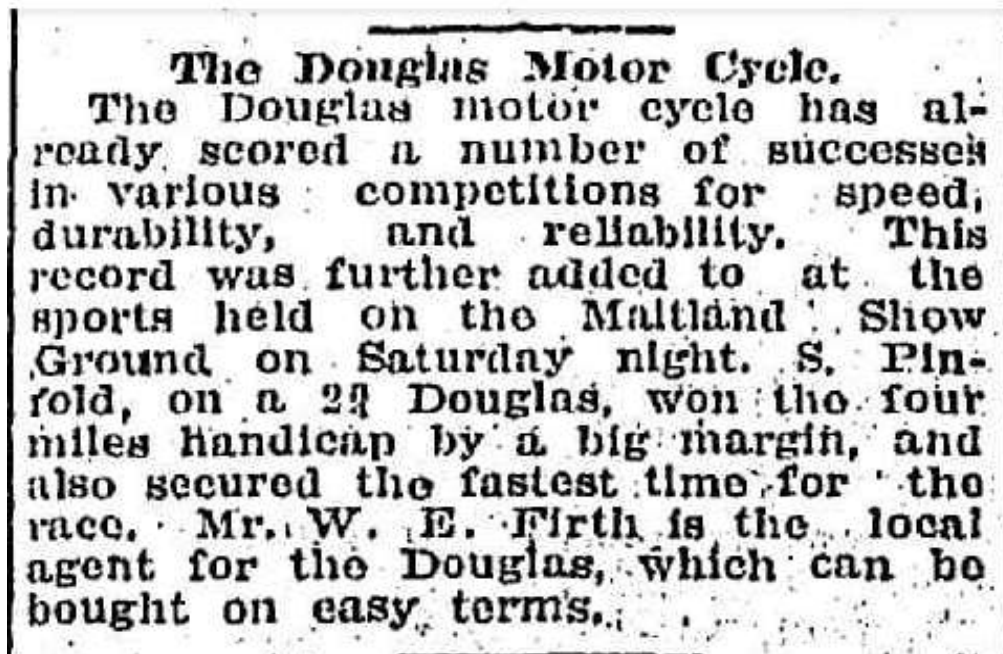 The Douglas Motor Cycle.
The Douglas motor cycle has al-
ready scored a number of successes
in various competitions for speed,
durability, and reliability. This
record was further added to at the
sports held on the Maitland Show
Ground on Saturday night. S. Pin-
fold, on a 2¾ Douglas, won the four
miles handicap by a big margin, and
also secured the fastest time for the
race. Mr. W. E. Firth is the local
agent for the Douglas, which can be
bought on easy terms.